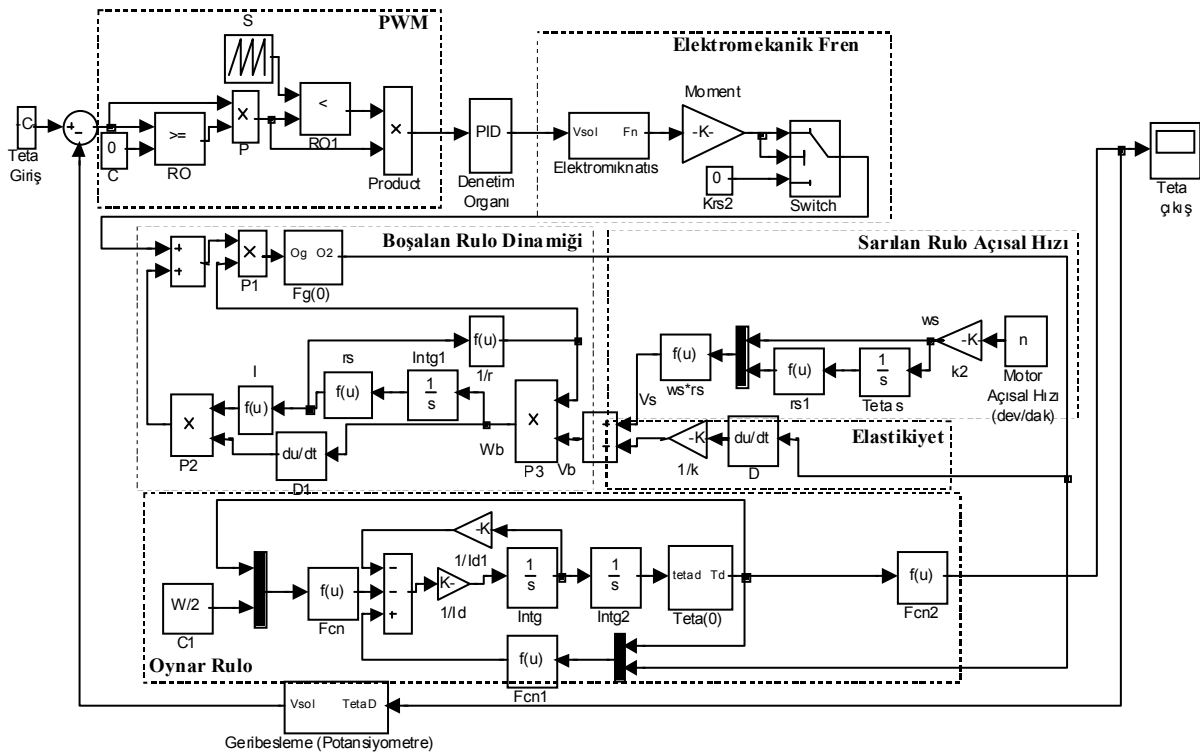 S
PWM
Elektromekanik Fren
-C-
Teta
Giriş
+
-
0
C
>=
RO
×
P
<
RO1
×
Product
PID
Denetim
Organı
Vsol Fn
Elektromıknatıs
Moment
-K-
0
Krs2
Switch
Teta
çıkış
Boşalan Rulo Dinamiği
Sarılan Rulo Açısal Hızı
+
+
×
P1
Og O2
Fg(0)
f(u)
1/r
I
f(u)
rs
f(u)
Intg1
1
s
×
P2
du/dt
D1
Wb
×
P3
Vb
Vs
f(u)
ws*rs
f(u)
rs1
1
s
Teta s
ws
-K-
k2
n
Motor
Açısal Hızı
(dev/dak)
+
-
-K
1/k
du/dt
D
Elastikiyet
W/2
C1
f(u)
Fcn
-K
1/Id1
-
-
+
K-
1/Id
1
s
Intg
1
s
Intg2
tetad Td
Teta(0)
f(u)
Fcn2
f(u)
Fcn1
Oynar Rulo
Vsol TetaD
Geribesleme (Potansiyometre)